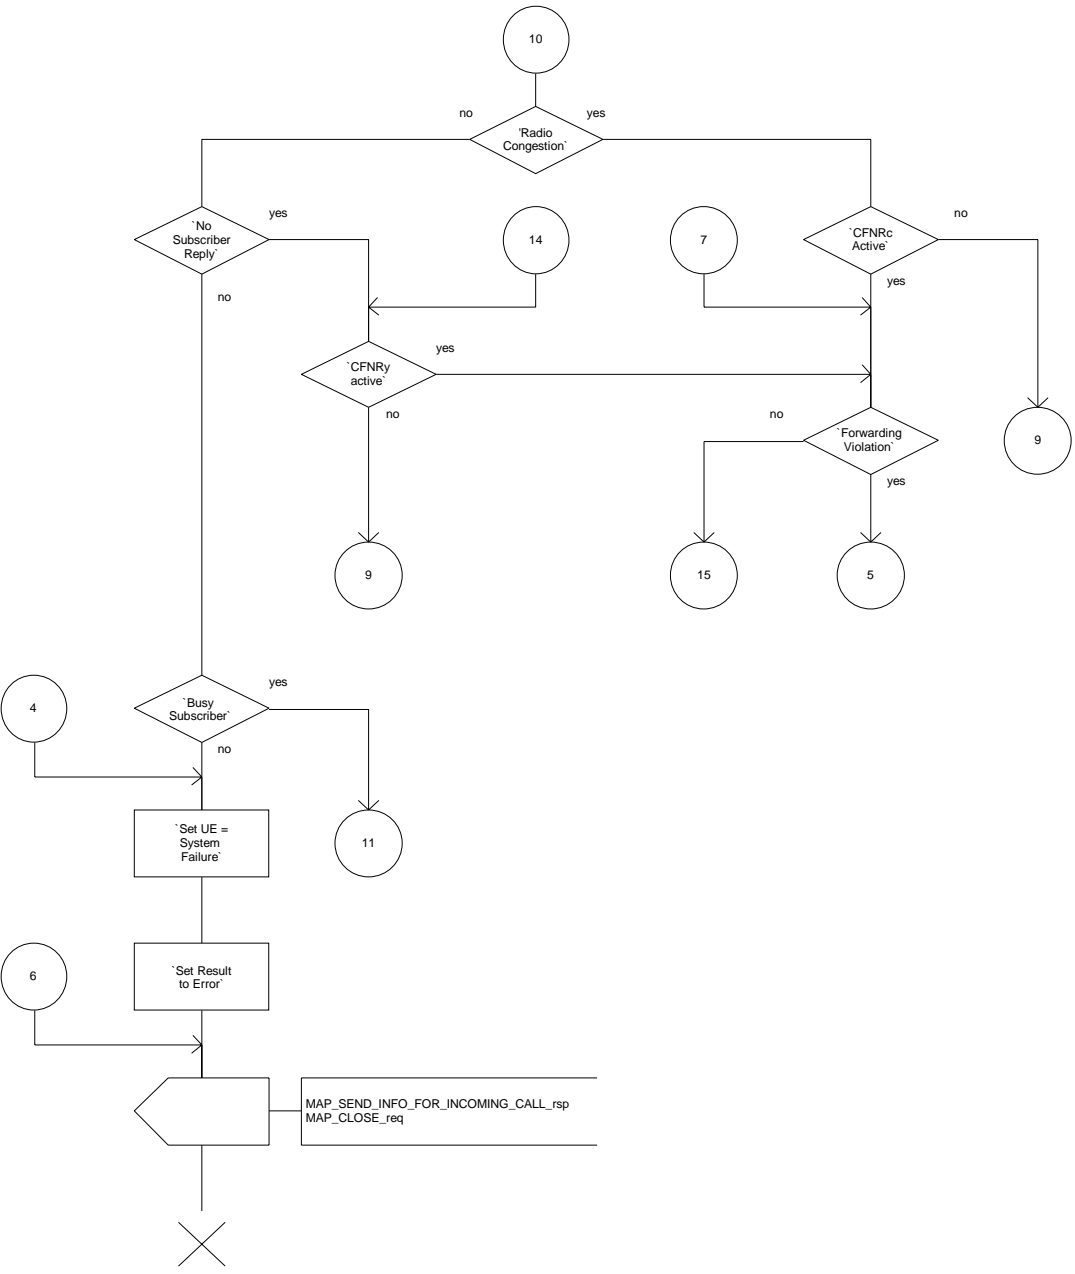 10
no
yes
'Radio
Congestion`
`No
Subscriber
Reply`
yes
14
7
`CFNRc
Active`
no
no
yes
`CFNRy
active`
yes
no
no
`Forwarding
Violation`
9
yes
9
15
5
4
`Busy
Subscriber`
yes
no
`Set UE =
System
Failure`
11
6
`Set Result
to Error`
MAP_SEND_INFO_FOR_INCOMING_CALL_rsp
MAP_CLOSE_req